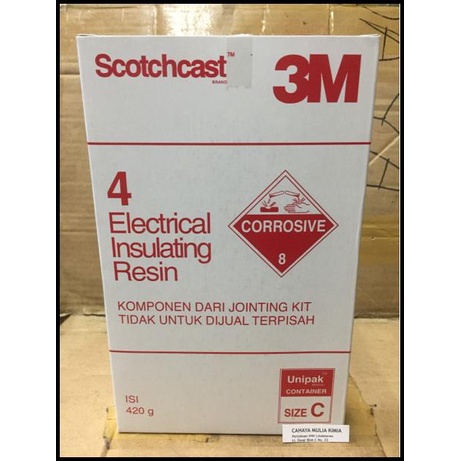 Scotchcast™
BRAND
3M
4
Electrical
Insulating
Resin
CORROSIVE
8
KOMPONEN DARI JOINTING KIT
TIDAK UNTUK DIJUAL TERPISAH
ISI
420 g
Unipak™
CONTAINER
SIZE C
CAHAYA MULIA KIMIA